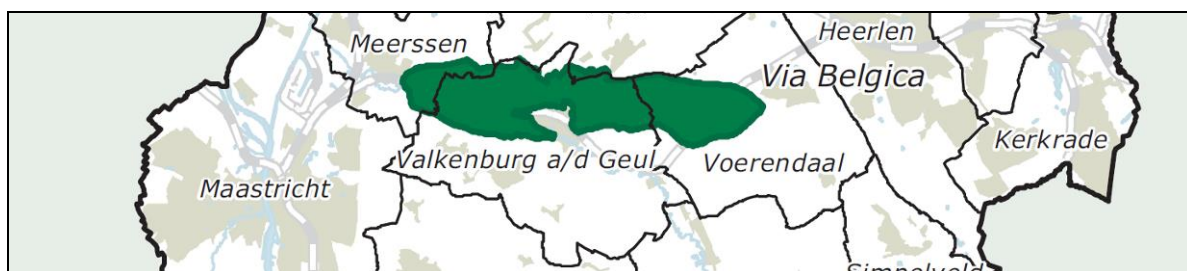 Heerlen
Meerssen
Via Belgica
Kerkrade
Valkenburg a/d Geul
Voerendaal
Maastricht